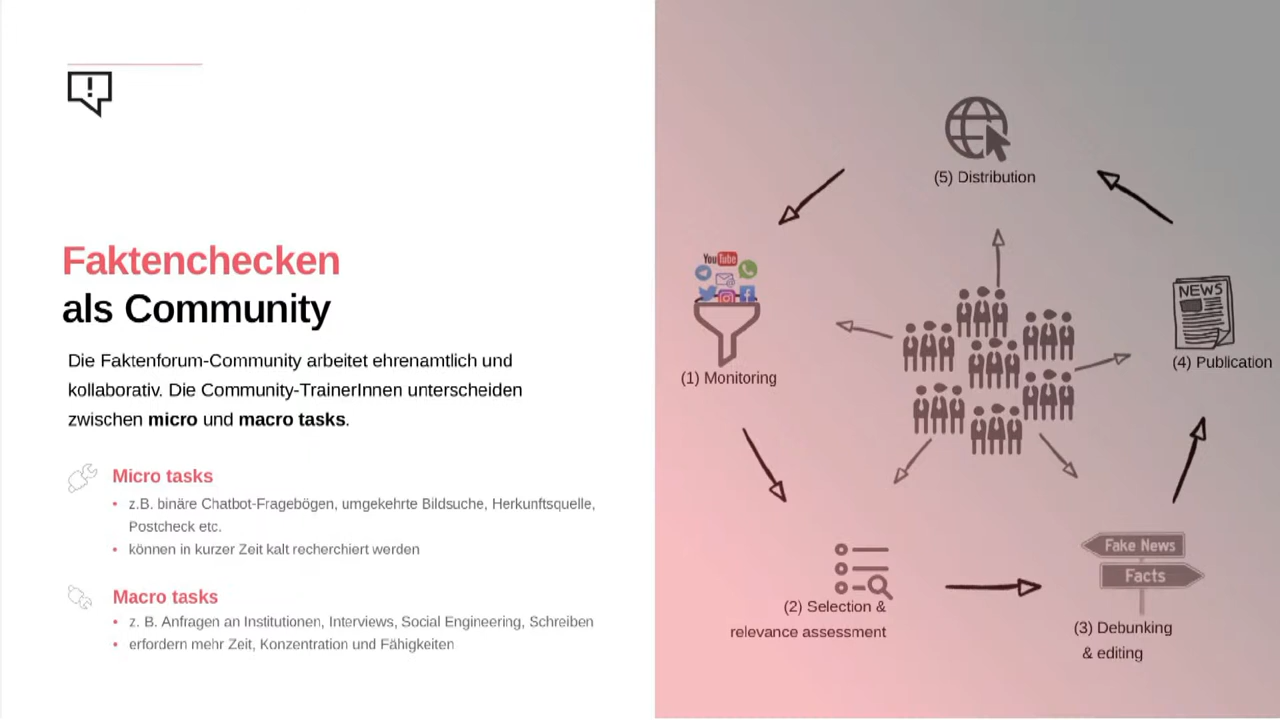 Faktenchecken
als Community
Die Faktenforum-Community arbeitet ehrenamtlich und
kollaborativ. Die Community-TrainerInnen unterscheiden
zwischen micro und macro tasks.
Micro tasks
• z.B. binäre Chatbot-Fragebögen, umgekehrte Bildsuche, Herkunftsquelle,
Postcheck etc.
• können in kurzer Zeit kalt recherchiert werden
Macro tasks
• z. B. Anfragen an Institutionen, Interviews, Social Engineering, Schreiben
• erfordern mehr Zeit, Konzentration und Fähigkeiten
(5) Distribution
YouTube
(1) Monitoring
NEWS
(4) Publication
(2) Selection &
relevance assessment
Fake News
Facts
(3) Debunking
& editing